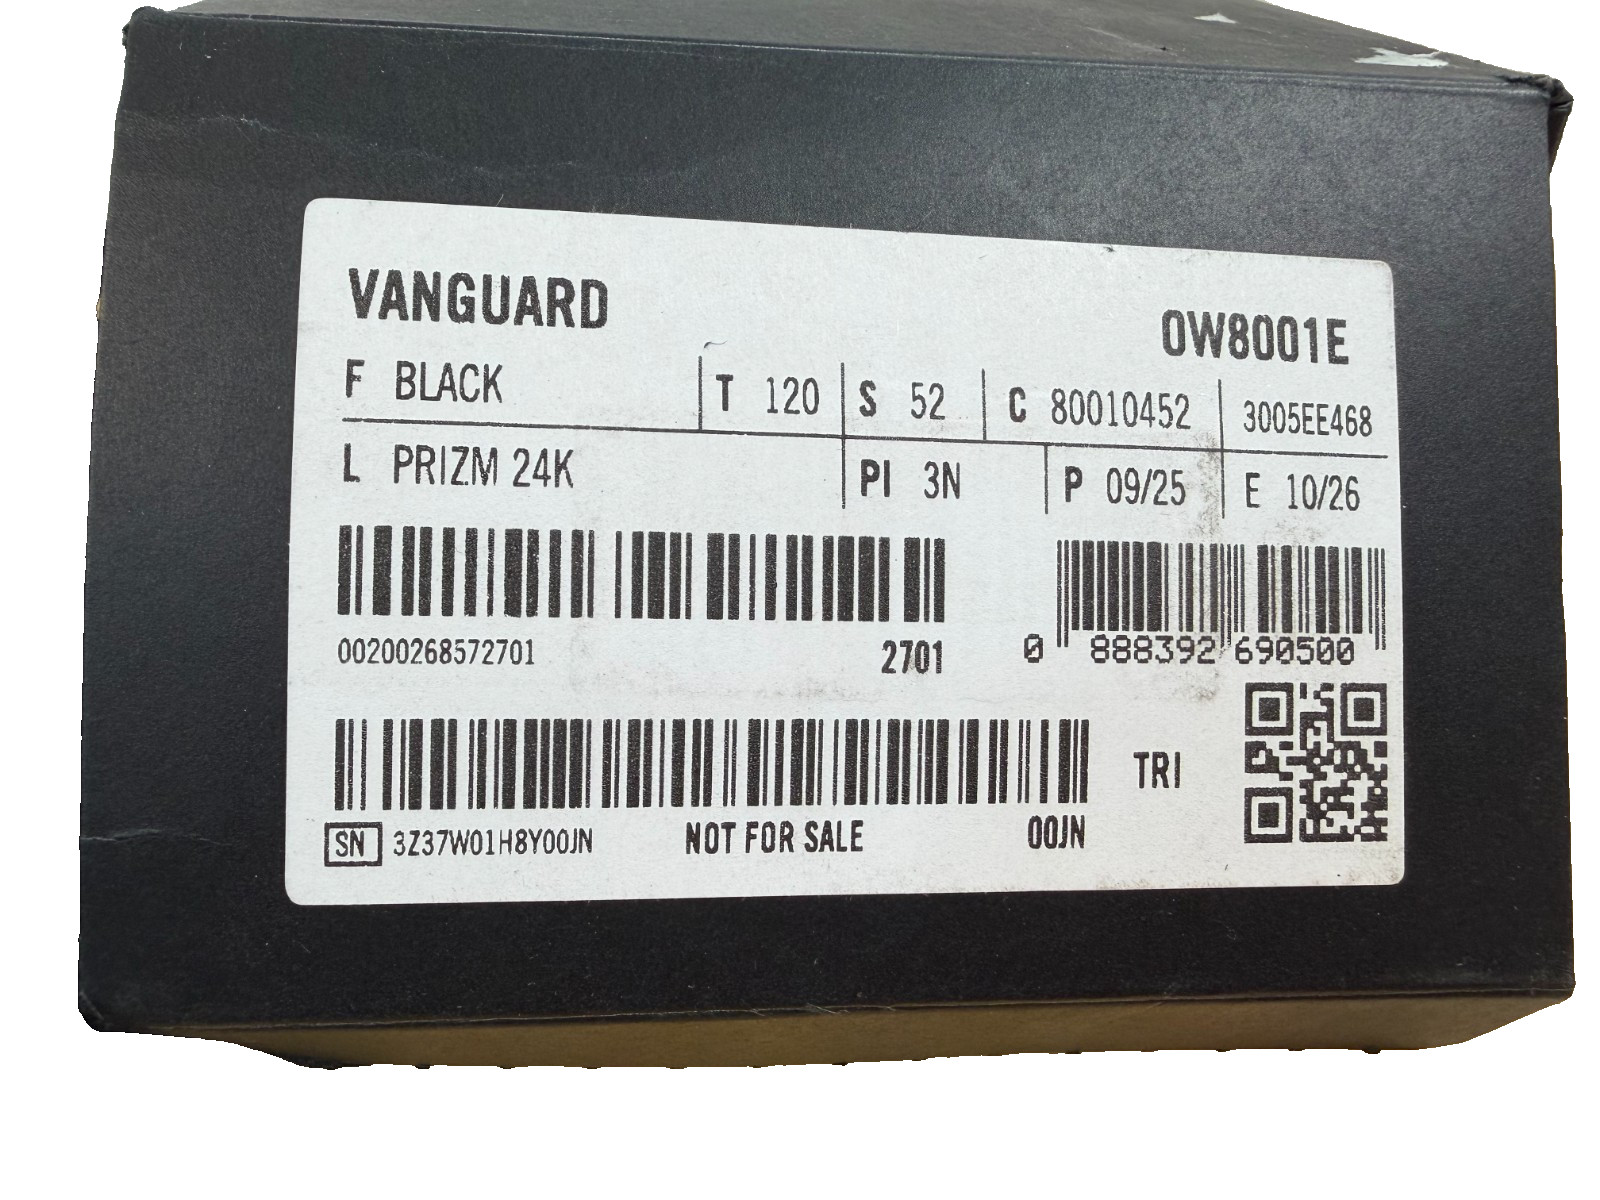 VANGUARD
OW8001E
F BLACK T 120 S 52 C 80010452 3005EE468
L PRIZM 24K PI 3N P 09/25 E 10/26
00200268572701 2701
0 888392 690500
TRI
SN 3Z37W01H8Y00JN NOT FOR SALE 00JN